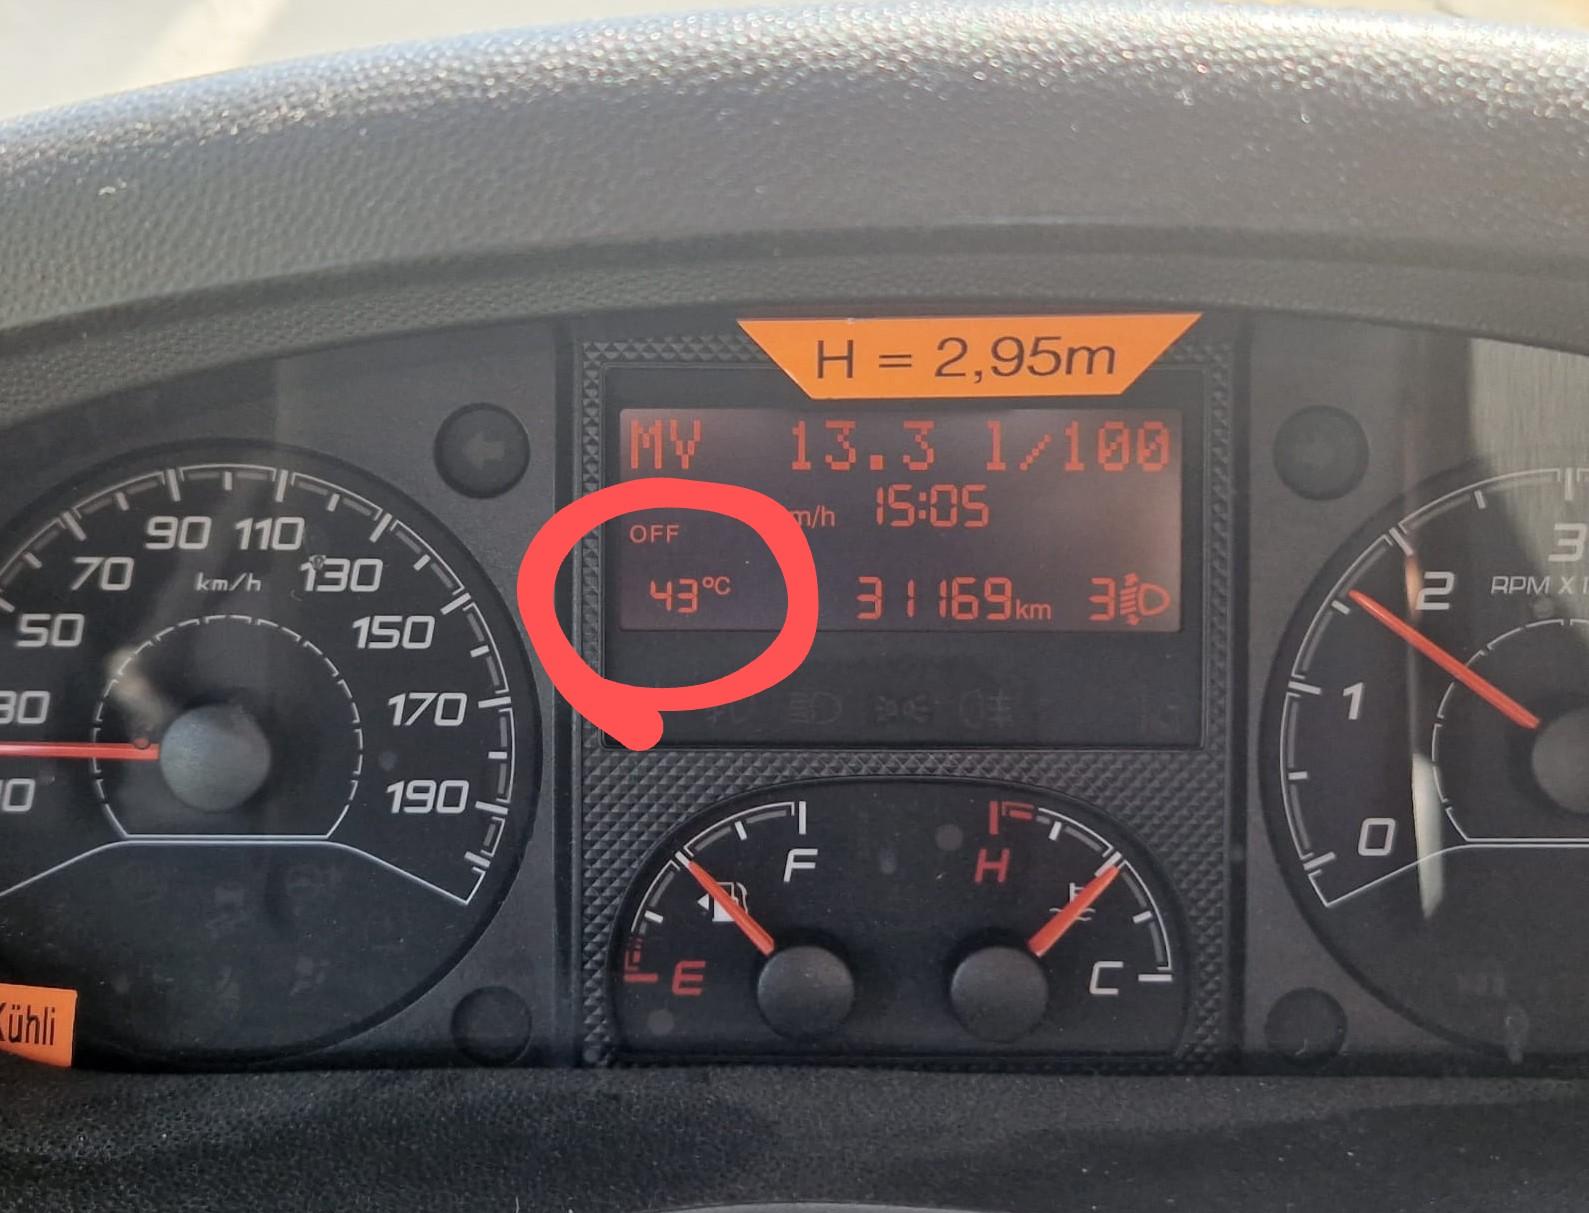 H = 2,95m
MV 13.3 l/100
m/h 15:05
OFF
43°C 31169km 3
50 70 90 110 130 150 170 190
km/h
0 1 2 3
F
E
H
C
Kühli